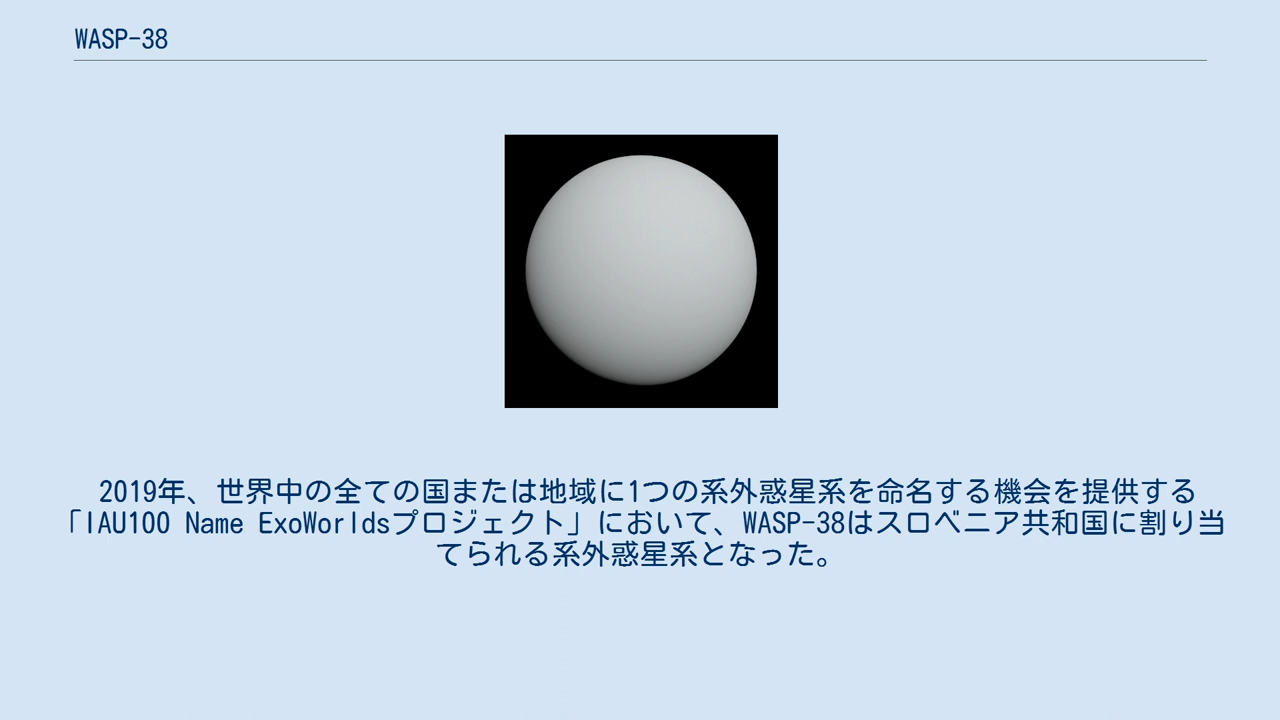 WASP-38
2019年、世界中の全ての国または地域に1つの系外惑星系を命名する機会を提供する
「IAU100 Name ExoWorldsプロジェクト」において、WASP-38はスロベニア共和国に割り当
てられる系外惑星系となった。